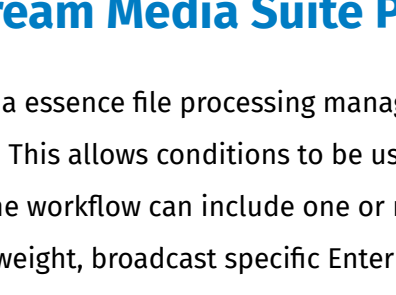 ream Media Suite P
a essence file processing manag
This allows conditions to be us
e workflow can include one or
weight, broadcast specific Enter